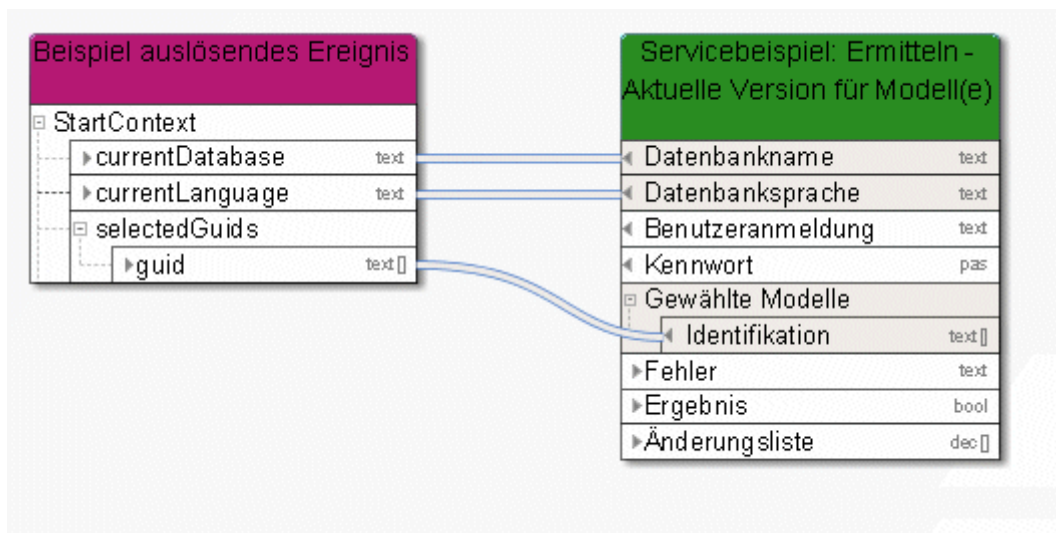 Beispiel auslösendes Ereignis
StartContext
currentDatabase text
currentLanguage text
selectedGuids
guid text[]
Servicebeispiel: Ermitteln -
Aktuelle Version für Modell(e)
Datenbankname text
Datenbanksprache text
Benutzeranmeldung text
Kennwort pas
Gewählte Modelle
Identifikation text[]
Fehler text
Ergebnis bool
Änderungsliste dec[]